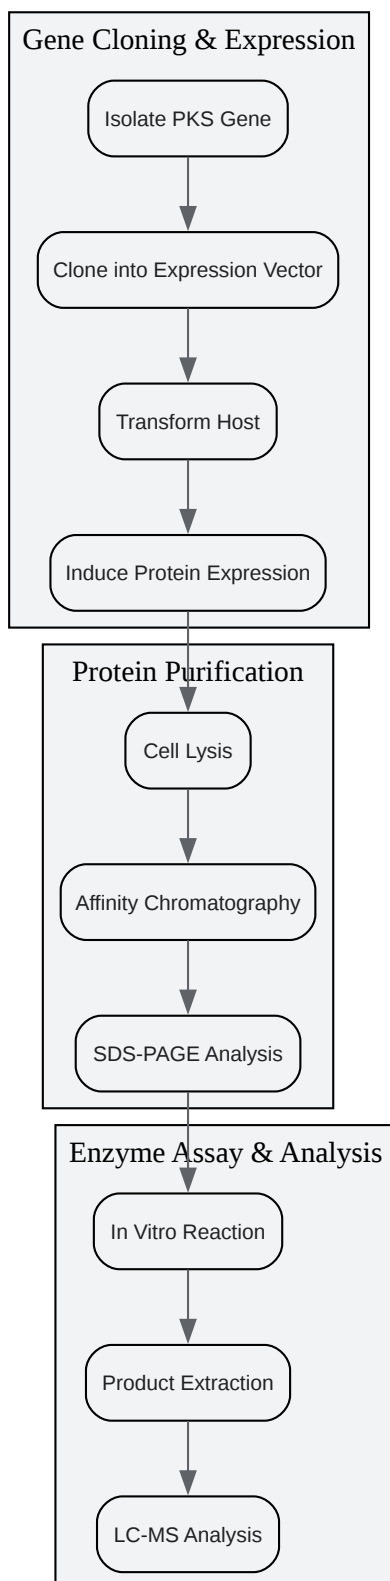 Gene Cloning & Expression
Isolate PKS Gene
Clone into Expression Vector
Transform Host
Induce Protein Expression
Protein Purification
Cell Lysis
Affinity Chromatography
SDS-PAGE Analysis
Enzyme Assay & Analysis
In Vitro Reaction
Product Extraction
LC-MS Analysis